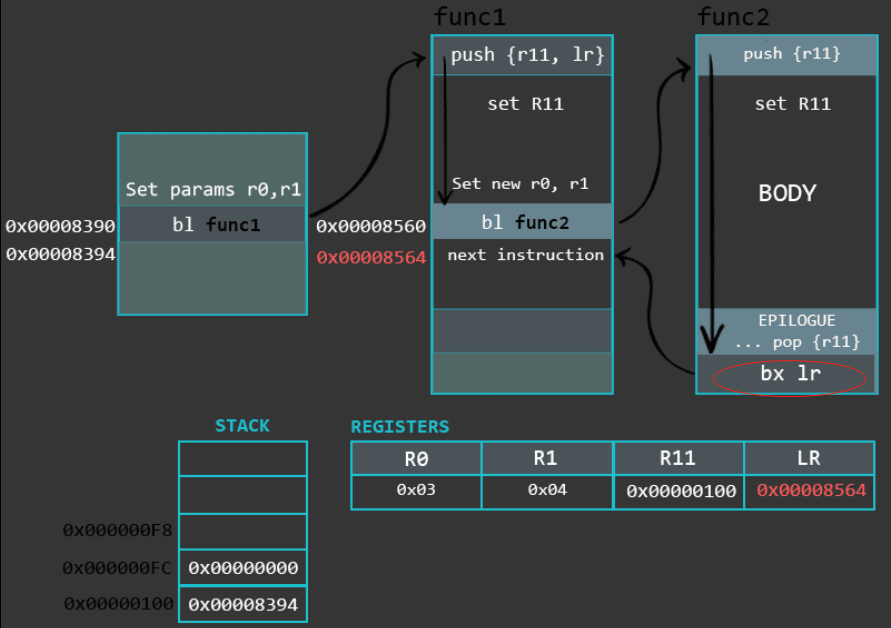 func1
func2
push {r11, lr}
push {r11}
set R11
set R11
Set params r0,r1
Set new r0, r1
BODY
0x00008390
bl func1
0x00008560
bl func2
0x00008394
0x00008564
next instruction
EPILOGUE
... pop {r11}
bx lr
STACK
REGISTERS
R0 R1 R11 LR
0x03 0x04 0x00000100 0x00008564
0x000000F8
0x000000FC 0x00000000
0x00000100 0x00008394